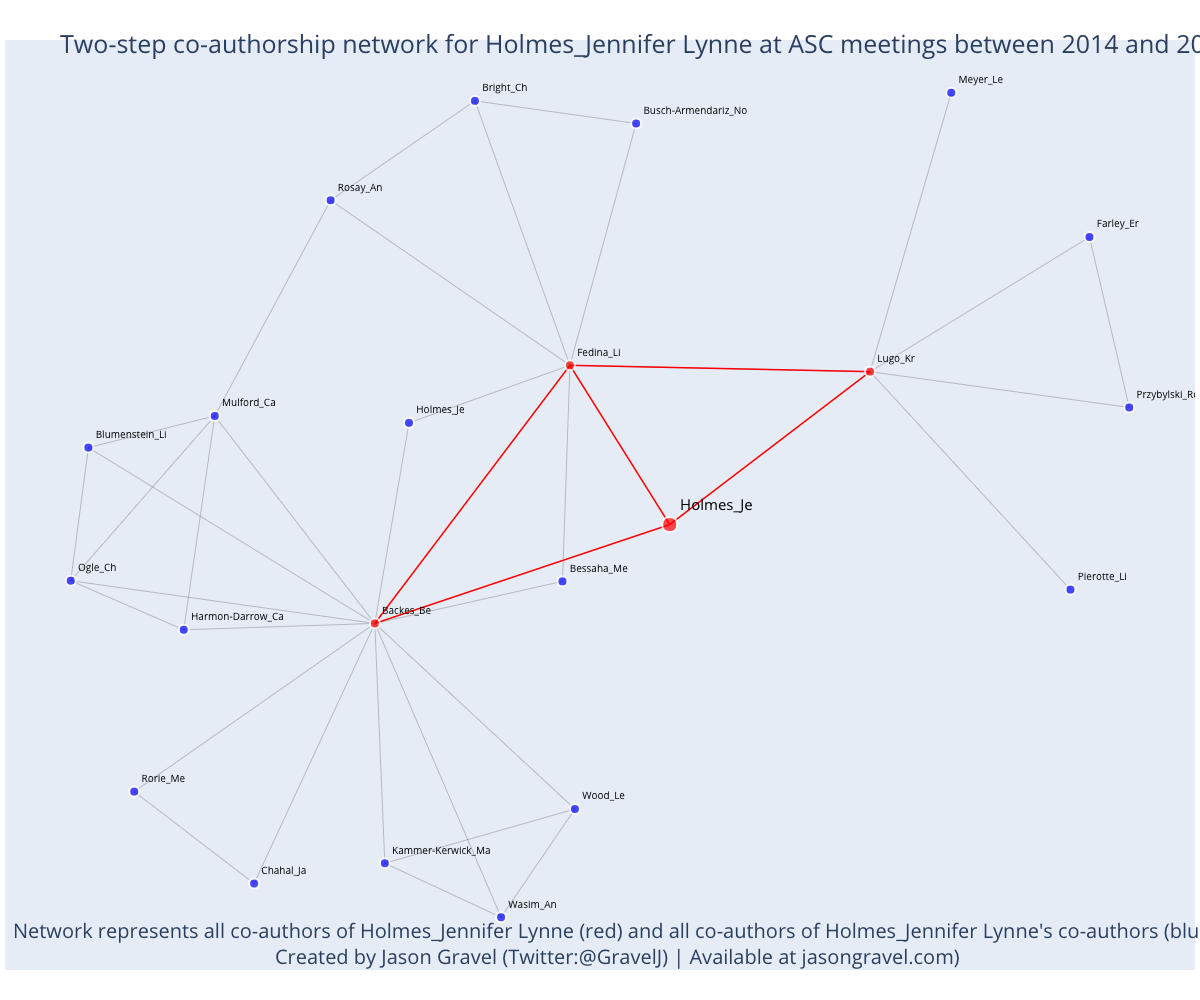 Two-step co-authorship network for Holmes_Jennifer Lynne at ASC meetings between 2014 and 20
Meyer_Le
Bright_Ch
Busch-Armendariz_No
Rosay_An
Farley_Er
Fedina_Li
Lugo_Kr
Przybylski_R
Mulford_Ca
Holmes_Je
Blumenstein_Li
Holmes_Je
Ogle_Ch
Bessaha_Me
Pierotte_Li
Backes_Be
Harmon-Darrow_Ca
Rorie_Me
Wood_Le
Kammer-Kerwick_Ma
Chahal_Ja
Wasim_An
Network represents all co-authors of Holmes_Jennifer Lynne (red) and all co-authors of Holmes_Jennifer Lynne's co-authors (blu
Created by Jason Gravel (Twitter:@GravelJ) | Available at jasongravel.com)